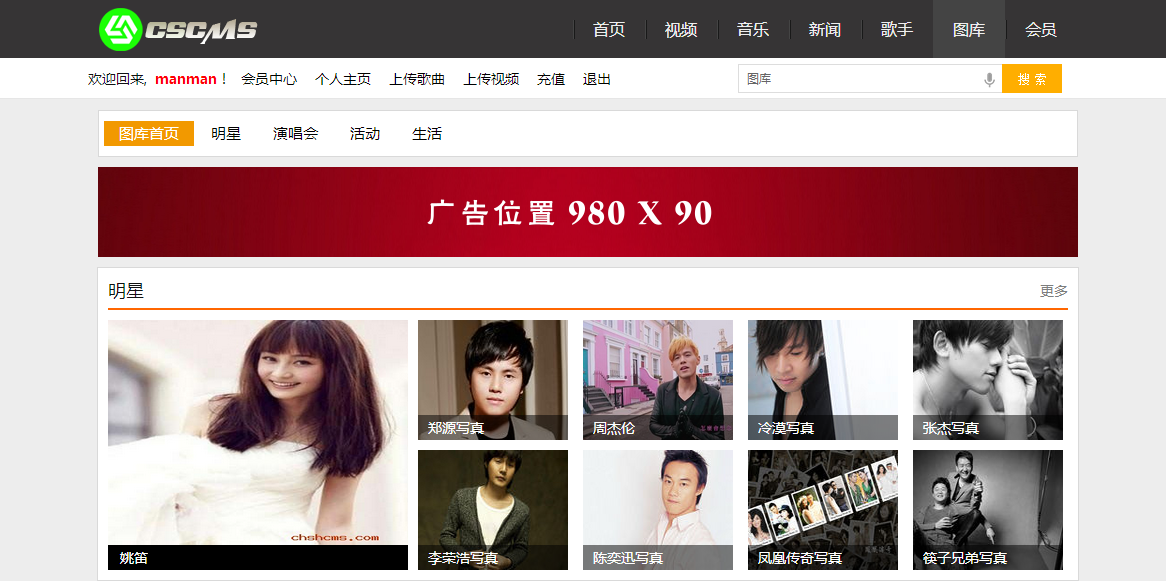 CSCMS
首页 视频 音乐 新闻 歌手 图库 会员
欢迎回来, manman ! 会员中心 个人主页 上传歌曲 上传视频 充值 退出
图库 搜 索
图库首页 明星 演唱会 活动 生活
广告位置 980 X 90
明星 更多
郑源写真 周杰伦 冷漠写真 张杰写真
chshcms.com
姚笛 李荣浩写真 陈奕迅写真 凤凰传奇写真 筷子兄弟写真